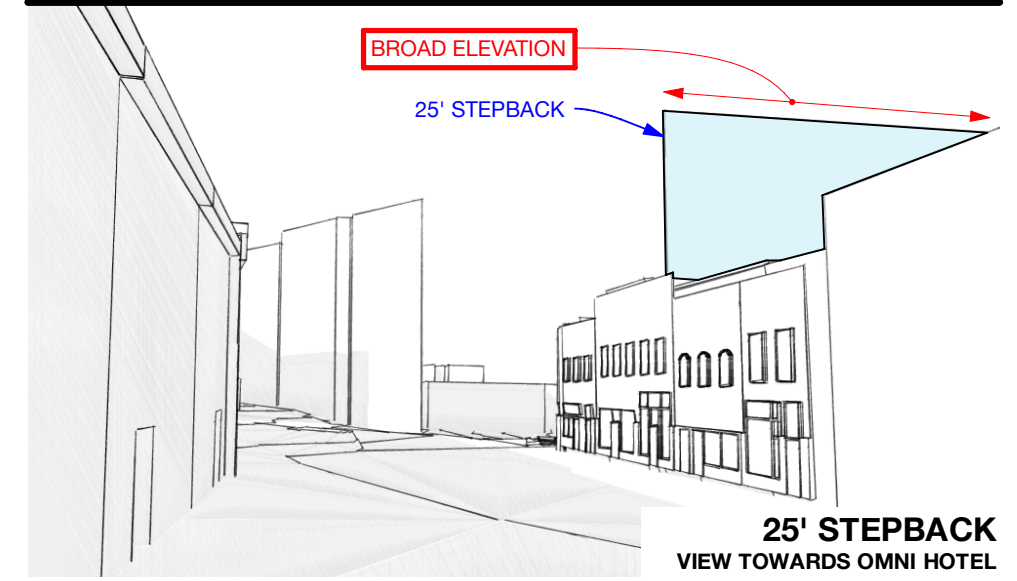 BROAD ELEVATION
25' STEPBACK
25' STEPBACK
VIEW TOWARDS OMNI HOTEL